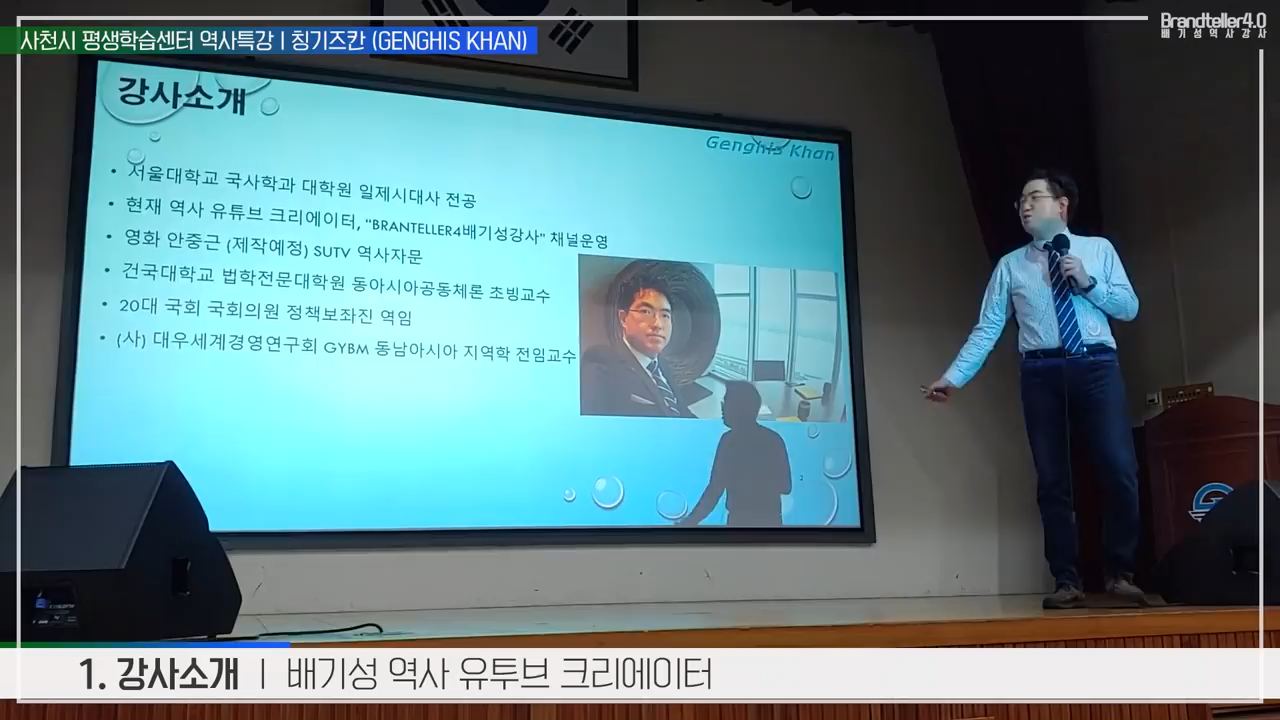 사천시 평생학습센터 역사특강 | 칭기즈칸 (GENGHIS KHAN)
Brandteller4.0
배기성역사강사
강사소개
Genghis Khan
• 서울대학교 국사학과 대학원 일제시대사 전공
• 현재 역사 유튜브 크리에이터, "BRANTELLER4배기성강사" 채널운영
• 영화 안중근 (제작예정) SUTV 역사자문
• 건국대학교 법학전문대학원 동아시아공동체론 초빙교수
• 20대 국회 국회의원 정책보좌진 역임
• (사) 대우세계경영연구회 GYBM 동남아시아 지역학 전임교수
2
1. 강사소개 | 배기성 역사 유투브 크리에이터